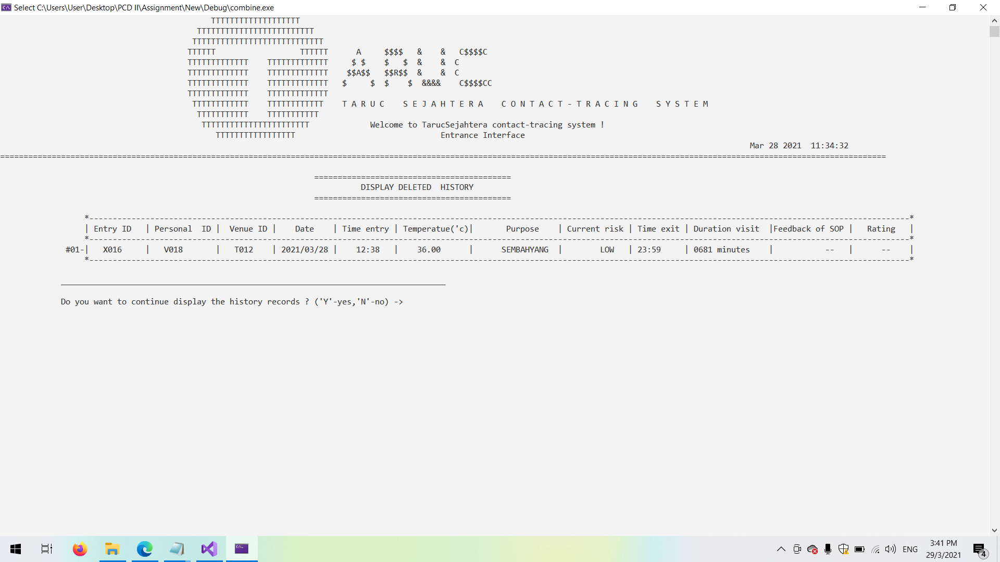 Select C:\Users\User\Desktop\PCD II\Assignment\New\Debug\combine.exe
TTTTTTTTTTTTTTTTTTT
TTTTTTTTTTTTTTTTTTTTTTTTT
TTTTTTTTTTTTTTTTTTTTTTTTTTTT
TTTTTT                  TTTTTT      A     $$$$   &    &   C$$$$C
TTTTTTTTTTTTT    TTTTTTTTTTTTT     $ $    $   $  &    &  C
TTTTTTTTTTTTT    TTTTTTTTTTTTT    $$A$$   $$R$$  &    &  C
TTTTTTTTTTTTT    TTTTTTTTTTTTT   $     $  $    $  &&&&    C$$$$CC
TTTTTTTTTTTTT    TTTTTTTTTTTTT
TTTTTTTTTTTT    TTTTTTTTTTTT    T A R U C    S E J A H T E R A    C O N T A C T - T R A C I N G    S Y S T E M
TTTTTTTTTTT    TTTTTTTTTTT
TTTTTTTTTTTTTTTTTTTTTTT             Welcome to TarucSejahtera contact-tracing system !
TTTTTTTTTTTTTTTTT                               Entrance Interface
Mar 28 2021  11:34:32
DISPLAY DELETED  HISTORY
| Entry ID   | Personal  ID |  Venue ID |    Date    | Time entry | Temperatue('c)|       Purpose    | Current risk | Time exit | Duration visit  |Feedback of SOP |   Rating   |
#01-|   X016     |   V018       |   T012    | 2021/03/28 |    12:38   |    36.00      |      SEMBAHYANG  |        LOW   | 23:59     | 0681 minutes    |           --   |      --    |
Do you want to continue display the history records ? ('Y'-yes,'N'-no) ->
ENG
3:41 PM
29/3/2021
4